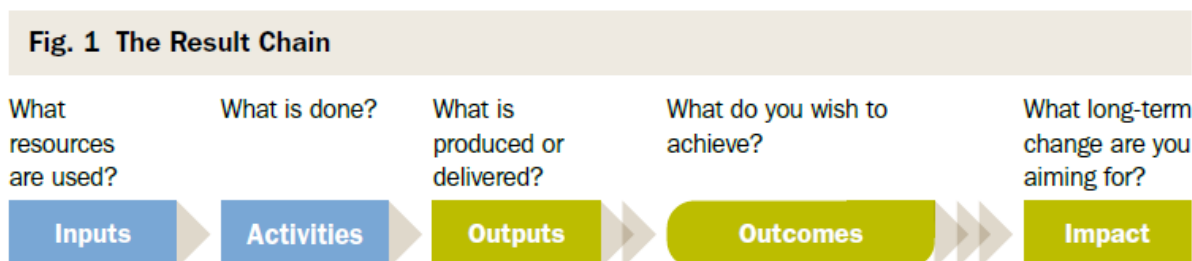 Fig. 1 The Result Chain
What
resources
are used?
What is done?
What is
produced or
delivered?
What do you wish to
achieve?
What long-term
change are you
aiming for?
Inputs
Activities
Outputs
Outcomes
Impact